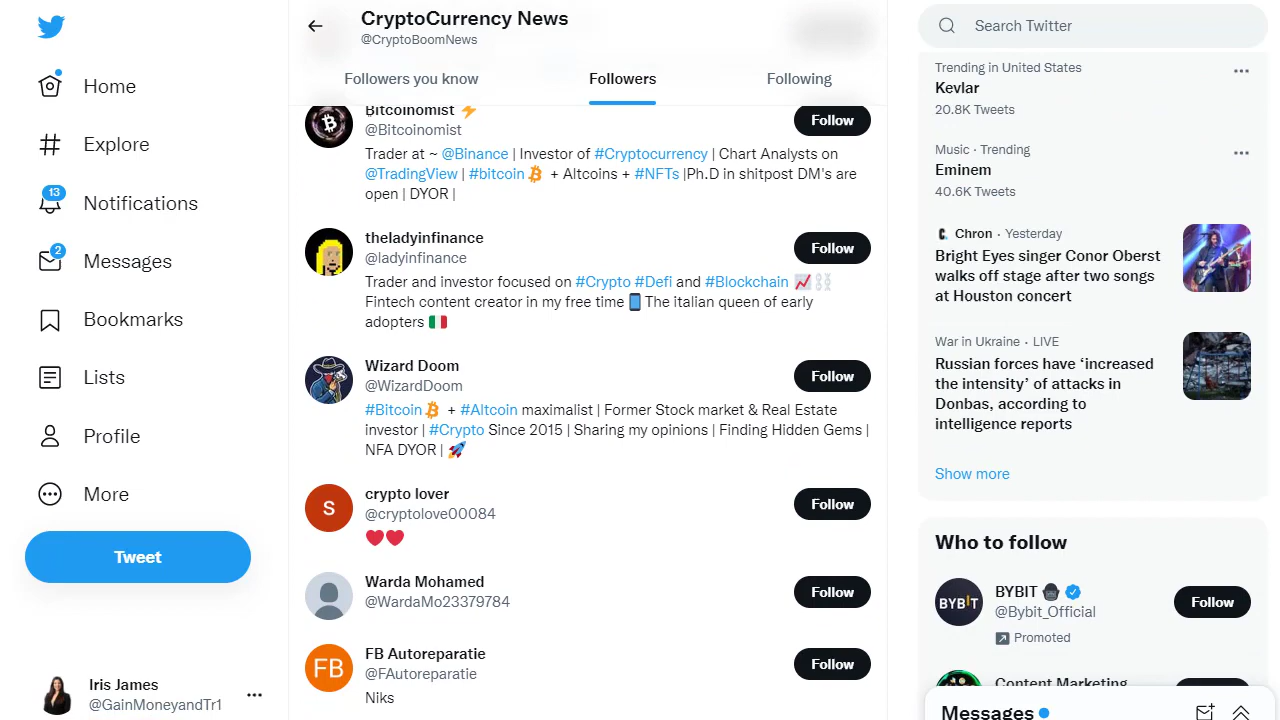 Home
Explore
13
Notifications
2
Messages
Bookmarks
Lists
Profile
More
Tweet
Iris James
@GainMoneyandTr1
CryptoCurrency News
@CryptoBoomNews
Followers you know
Followers
Following
Bitcoinomist ⚡
@Bitcoinomist
Follow
Trader at ~ @Binance | Investor of #Cryptocurrency | Chart Analysts on
@TradingView | #bitcoin + Altcoins + #NFTs |Ph.D in shitpost DM's are
open | DYOR |
theladyinfinance
@ladyinfinance
Follow
Trader and investor focused on #Crypto #Defi and #Blockchain 📈⛓
Fintech content creator in my free time📱The italian queen of early
adopters 🇮🇹
Wizard Doom
@WizardDoom
Follow
#Bitcoin + #Altcoin maximalist | Former Stock market & Real Estate
investor | #Crypto Since 2015 | Sharing my opinions | Finding Hidden Gems |
NFA DYOR | 🚀
S
crypto lover
@cryptolove00084
Follow
❤️❤️
Warda Mohamed
@WardaMo23379784
Follow
FB
FB Autoreparatie
@FAutoreparatie
Follow
Niks
Search Twitter
Trending in United States
Kevlar
20.8K Tweets
Music · Trending
Eminem
40.6K Tweets
Chron · Yesterday
Bright Eyes singer Conor Oberst
walks off stage after two songs
at Houston concert
War in Ukraine · LIVE
Russian forces have ‘increased
the intensity’ of attacks in
Donbas, according to
intelligence reports
Show more
Who to follow
BYBIT
BYBIT
@Bybit_Official
Follow
Promoted
Content Marketing
Messages